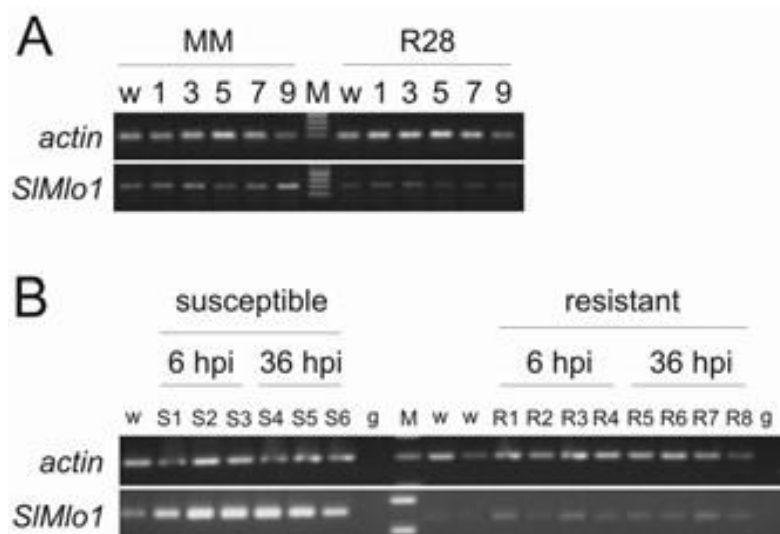 A
MM R28
w 1 3 5 7 9 M w 1 3 5 7 9
actin
SlMlo1
B
susceptible resistant
6 hpi 36 hpi 6 hpi 36 hpi
w S1 S2 S3 S4 S5 S6 g M w w R1 R2 R3 R4 R5 R6 R7 R8 g
actin
SlMlo1